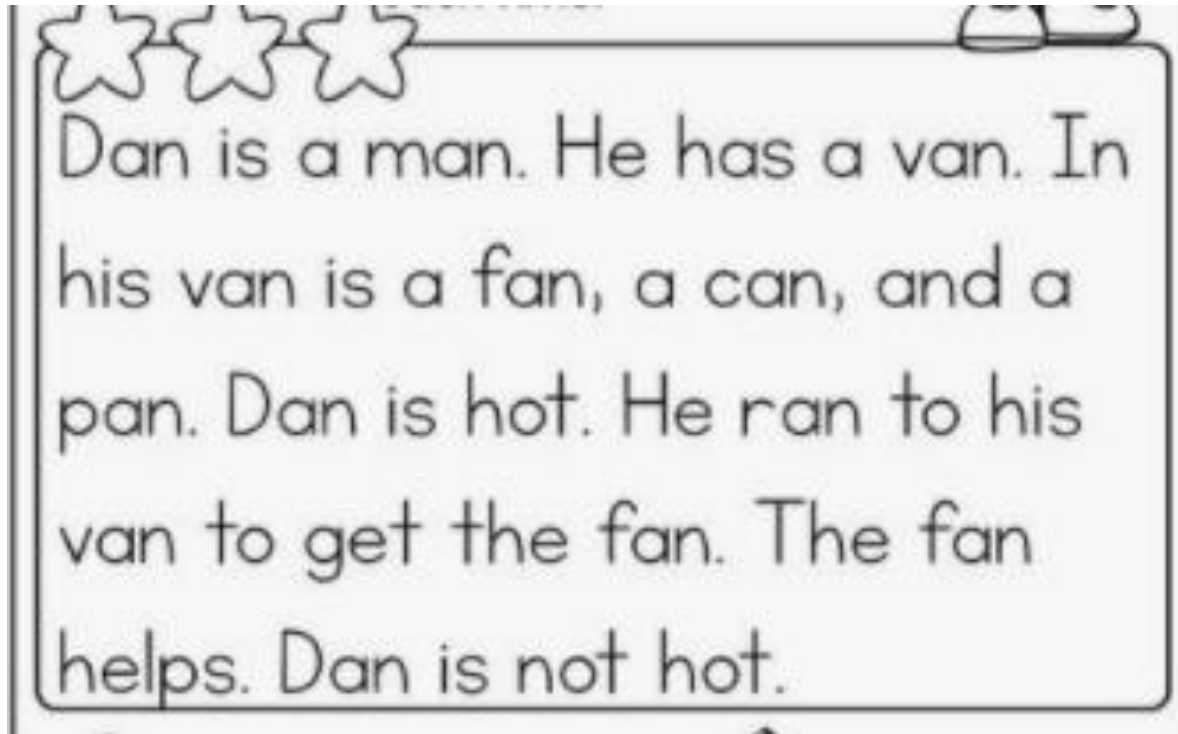 Dan is a man. He has a van. In
his van is a fan, a can, and a
pan. Dan is hot. He ran to his
van to get the fan. The fan
helps. Dan is not hot.